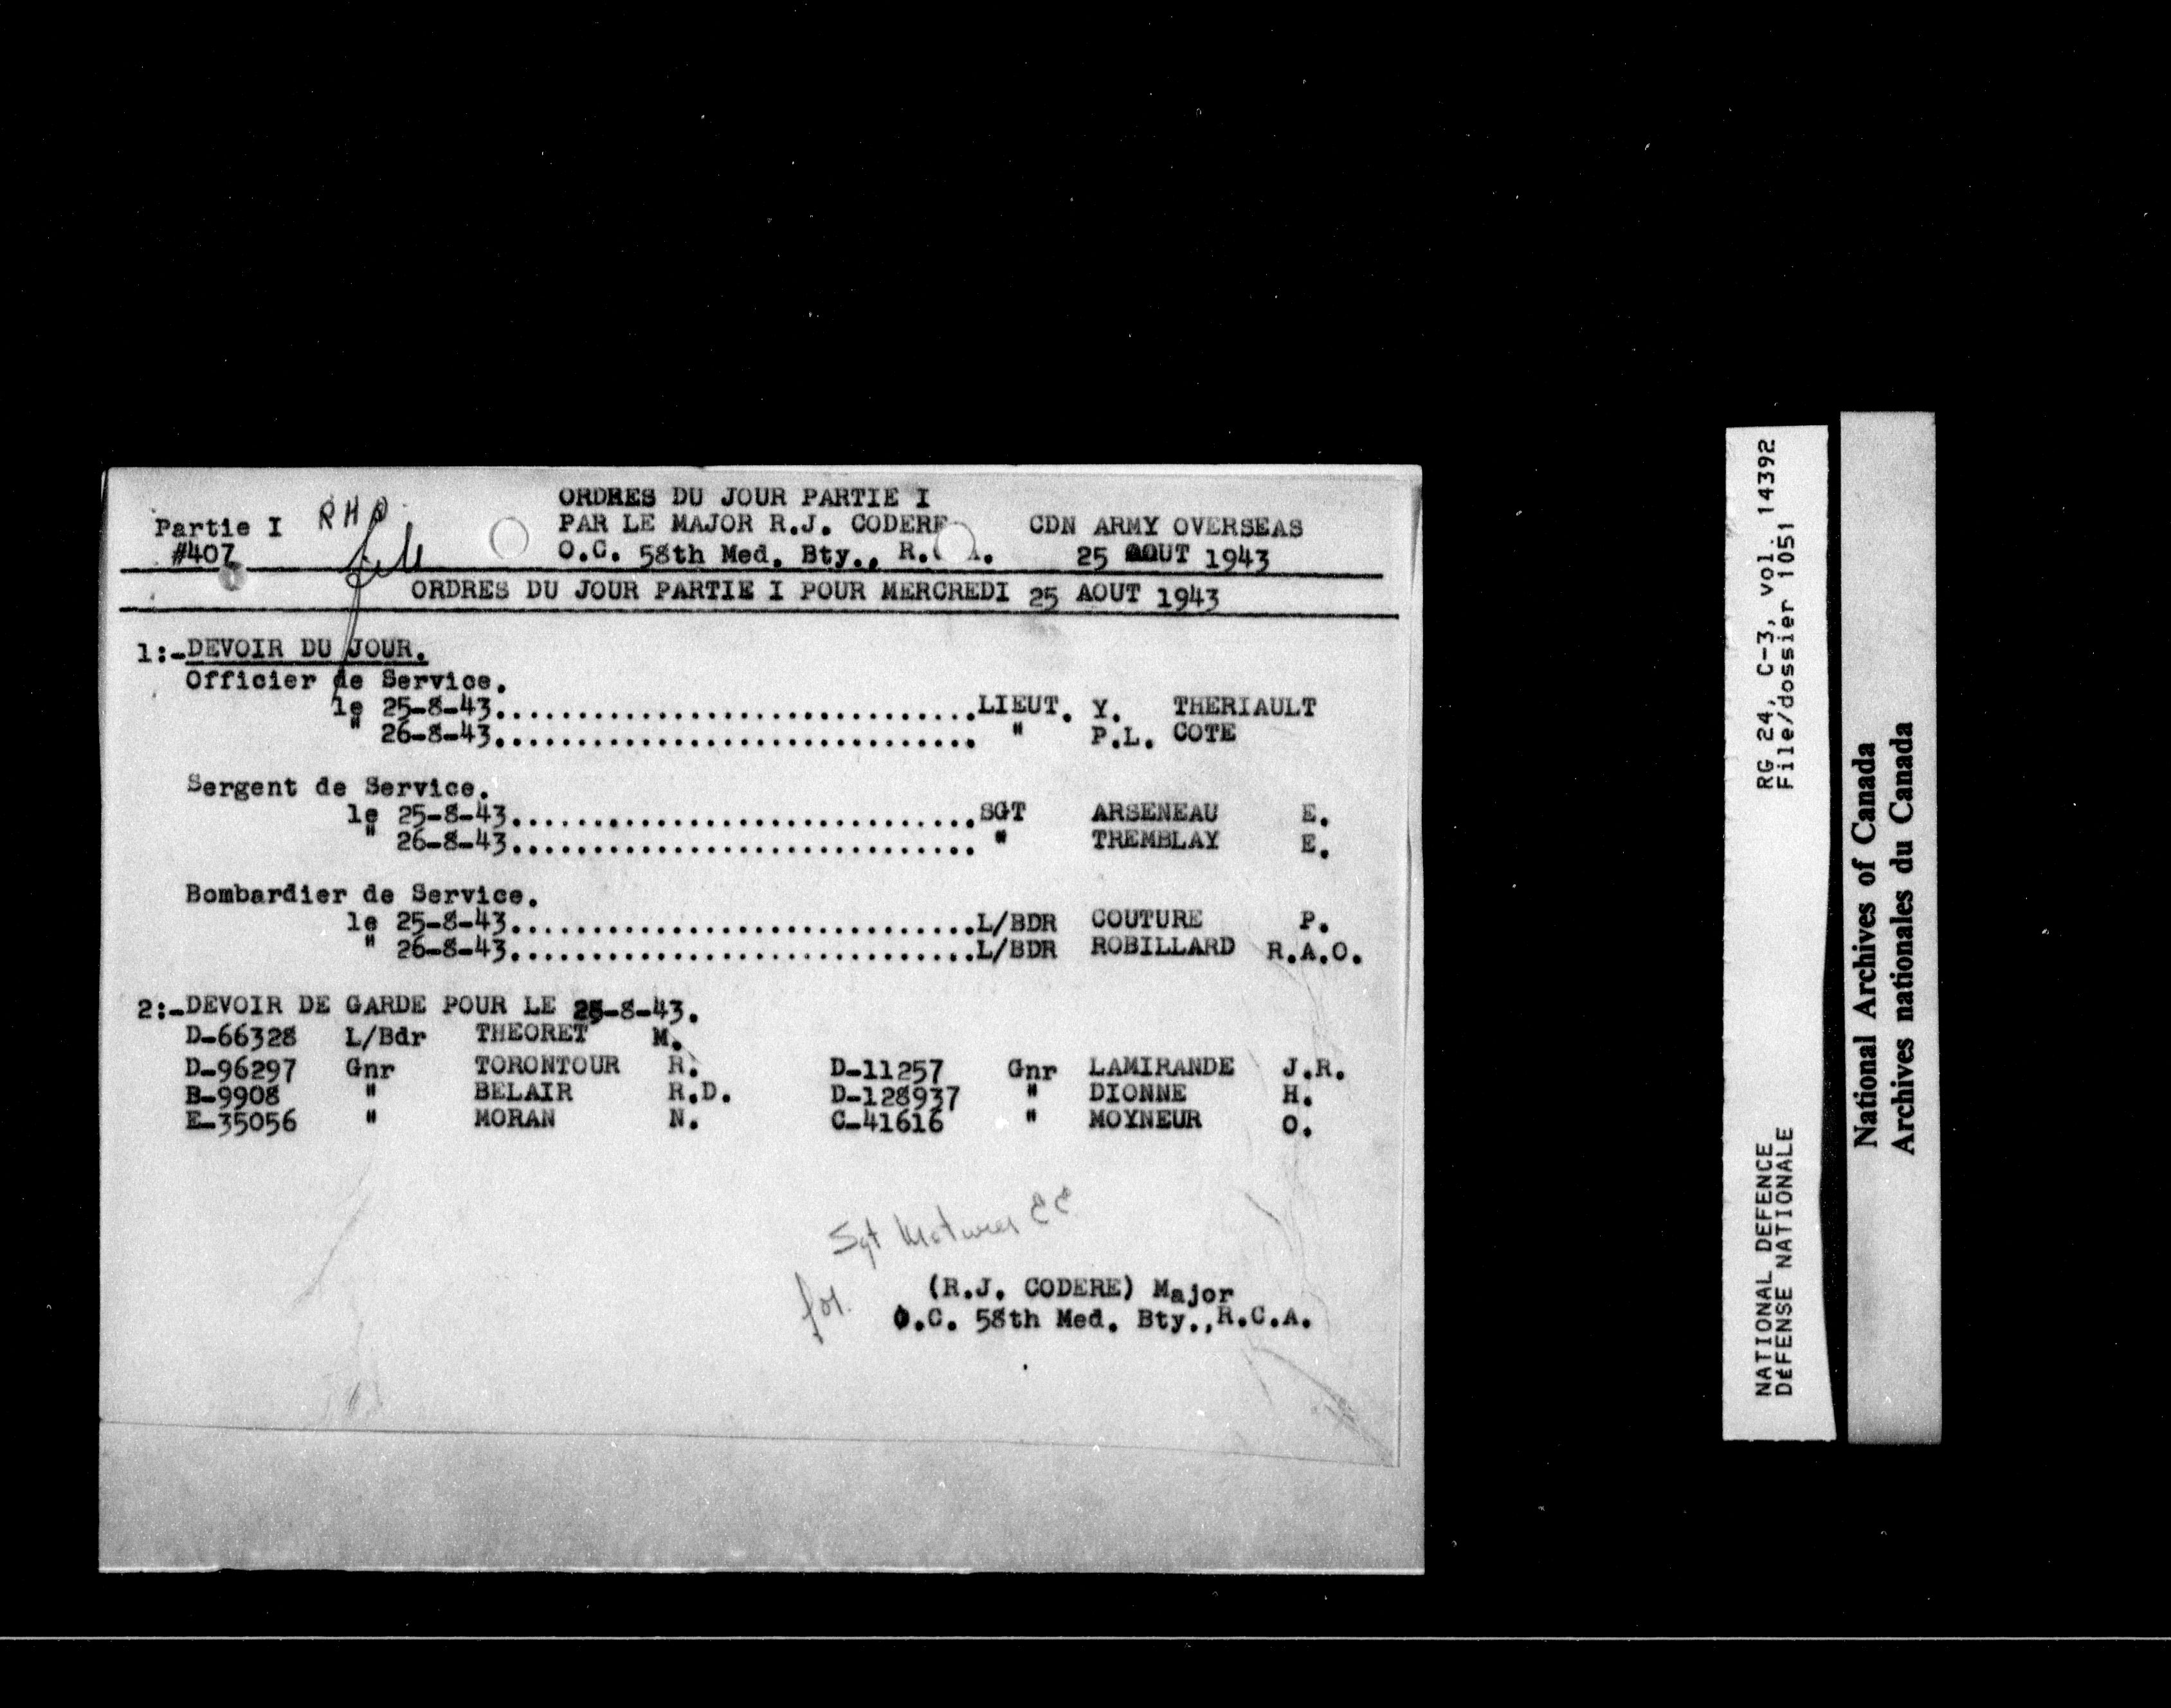 Partie I
#407
RHQ
file
ORDRES DU JOUR PARTIE I
PAR LE MAJOR R.J. CODERE
O.C. 58th Med. Bty., R. A.
CDN ARMY OVERSEAS
25 AOUT 1943
ORDRES DU JOUR PARTIE I POUR MERCREDI 25 AOUT 1943
1:-DEVOIR DU JOUR.
Officier de Service.
le 25-8-43..............................LIEUT. Y. THERIAULT
" 26-8-43.............................. " P.L. COTE
Sergent de Service.
le 25-8-43.............................SGT ARSENEAU E.
" 26-8-43............................. " TREMBLAY E.
Bombardier de Service.
le 25-8-43.............................L/BDR COUTURE P.
" 26-8-43.............................L/BDR ROBILLARD R.A.O.
2:-DEVOIR DE GARDE POUR LE 25-8-43.
D-66328 L/Bdr THEORET M.
D-96297 Gnr TORONTOUR R. D-11257 Gnr LAMIRANDE J.R.
B-9908 " BELAIR R.D. D-128937 " DIONNE H.
E-35056 " MORAN N. C-41616 " MOYNEUR O.
Sgt
for.
(R.J. CODERE) Major
O.C. 58th Med. Bty.,R.C.A.
RG 24, C-3, vol. 14392
File/dossier 1051
NATIONAL DEFENCE
DÉFENSE NATIONALE
National Archives of Canada
Archives nationales du Canada